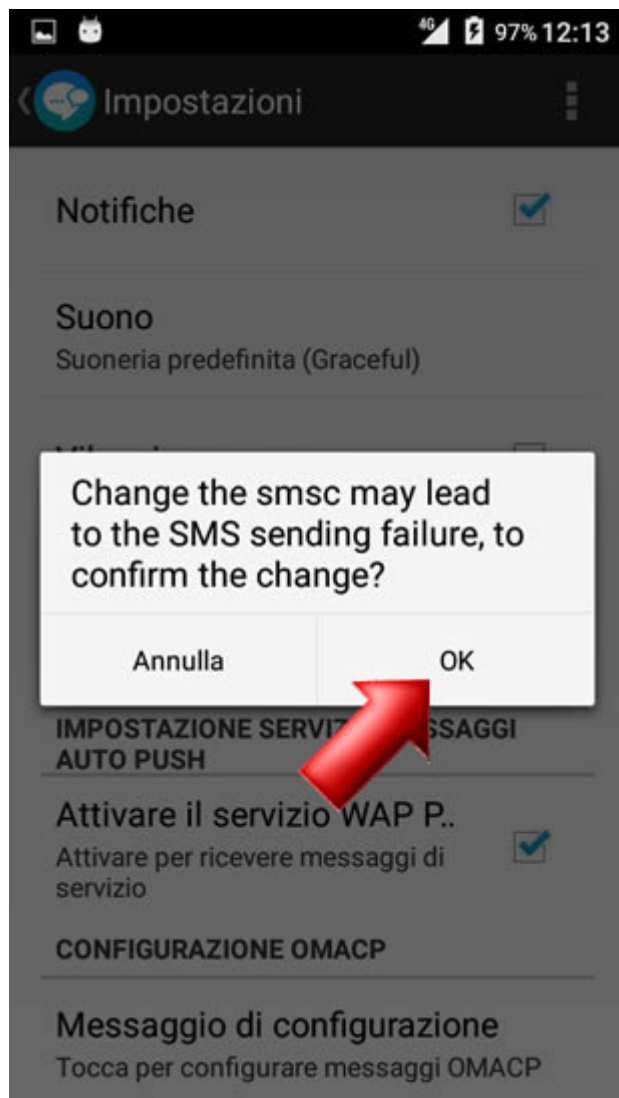 4G 97% 12:13
Impostazioni
Notifiche
Suono
Suoneria predefinita (Graceful)
Change the smsc may lead
to the SMS sending failure, to
confirm the change?
Annulla OK
IMPOSTAZIONE
AUTO PUSH
Attivare il servizio WAP P..
Attivare per ricevere messaggi di
servizio
CONFIGURAZIONE OMACP
Messaggio di configurazione
Tocca per configurare messaggi OMACP